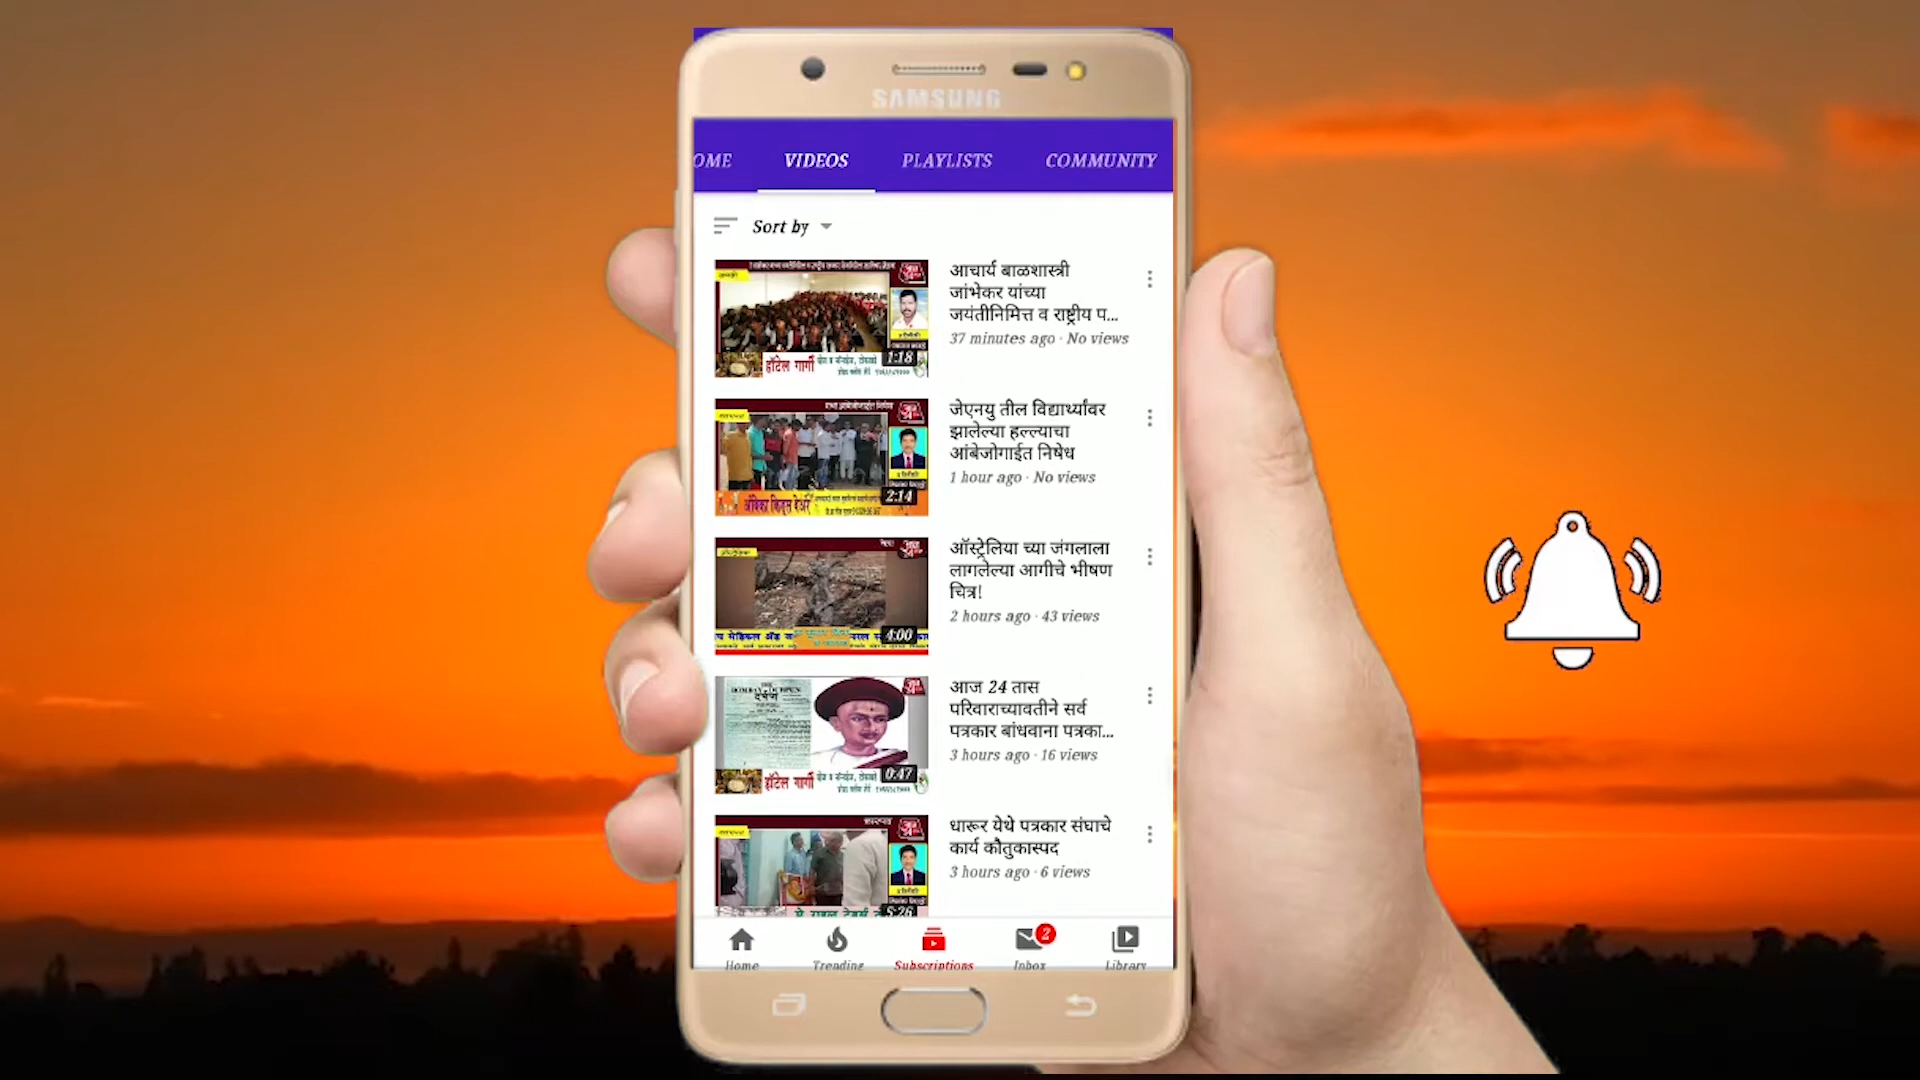 SAMSUNG
OME VIDEOS PLAYLISTS COMMUNITY
Sort by
आचार्य बाळशास्त्री
जांभेकर यांच्या
जयंतीनिमित्त व राष्ट्रीय प...
37 minutes ago · No views
हॉटेल गार्गी
1:18
जेएनयु तील विद्यार्थ्यांवर
झालेल्या हल्ल्याचा
आंबेजोगाईत निषेध
1 hour ago · No views
2:14
ऑस्ट्रेलिया च्या जंगलाला
लागलेल्या आगीचे भीषण
चित्र!
2 hours ago · 43 views
4:00
आज 24 तास
परिवाराच्यावतीने सर्व
पत्रकार बांधवाना पत्रका...
3 hours ago · 16 views
हॉटेल गार्गी
0:47
धारूर येथे पत्रकार संघाचे
कार्य कौतुकास्पद
3 hours ago · 6 views
5:26
Home Trending Subscriptions Inbox 2 Library